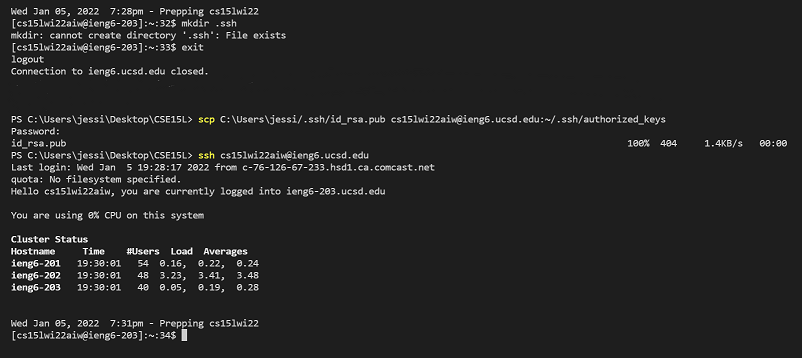 Wed Jan 05, 2022  7:28pm - Prepping cs15lwi22
[cs15lwi22aiw@ieng6-203]:~:32$ mkdir .ssh
mkdir: cannot create directory '.ssh': File exists
[cs15lwi22aiw@ieng6-203]:~:33$ exit
logout
Connection to ieng6.ucsd.edu closed.
PS C:\Users\jessi\Desktop\CSE15L> scp C:\Users\jessi/.ssh/id_rsa.pub cs15lwi22aiw@ieng6.ucsd.edu:~/.ssh/authorized_keys
Password:
id_rsa.pub 100% 404 1.4KB/s 00:00
PS C:\Users\jessi\Desktop\CSE15L> ssh cs15lwi22aiw@ieng6.ucsd.edu
Last login: Wed Jan  5 19:28:17 2022 from c-76-126-67-233.hsd1.ca.comcast.net
quota: No filesystem specified.
Hello cs15lwi22aiw, you are currently logged into ieng6-203.ucsd.edu
You are using 0% CPU on this system
Cluster Status
Hostname Time #Users Load Averages
ieng6-201 19:30:01 54 0.16, 0.22, 0.24
ieng6-202 19:30:01 48 3.23, 3.41, 3.48
ieng6-203 19:30:01 40 0.05, 0.19, 0.28
Wed Jan 05, 2022  7:31pm - Prepping cs15lwi22
[cs15lwi22aiw@ieng6-203]:~:34$